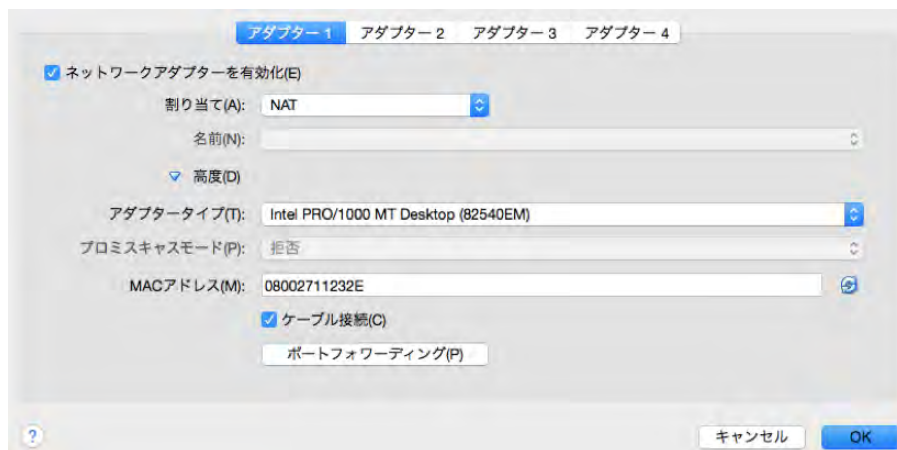 アダプター 1 アダプター 2 アダプター 3 アダプター 4
ネットワークアダプターを有効化(E)
割り当て(A): NAT
名前(N):
高度(D)
アダプタータイプ(T): Intel PRO/1000 MT Desktop (82540EM)
プロミスキャスモード(P): 拒否
MACアドレス(M): 08002711232E
ケーブル接続(C)
ポートフォワーディング(P)
? キャンセル OK